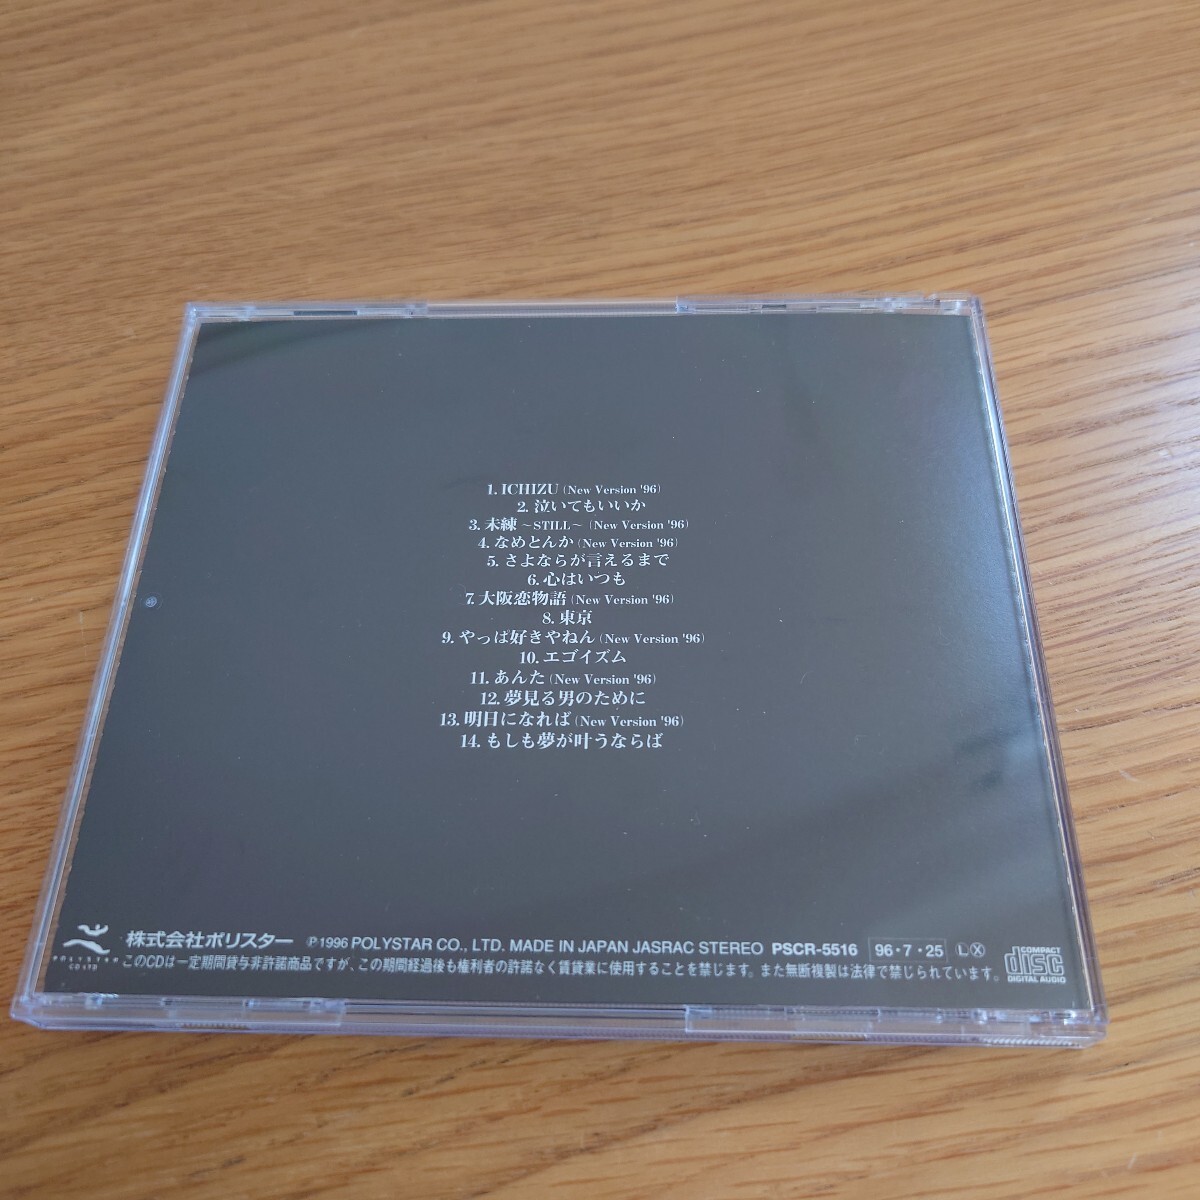 1. ICHIZU (New Version '96)
2. 泣いてもいいか
3. 未練 ～STILL～ (New Version '96)
4. なめとんか (New Version '96)
5. さよならが言えるまで
6. 心はいつも
7. 大阪恋物語 (New Version '96)
8. 東京
9. やっぱ好きやねん (New Version '96)
10. エゴイズム
11. あんた (New Version '96)
12. 夢見る男のために
13. 明日になれば (New Version '96)
14. もしも夢が叶うならば
POLYSTAR
CO LTD
株式会社ポリスター ℗1996 POLYSTAR CO., LTD. MADE IN JAPAN JASRAC STEREO PSCR-5516 96・7・25 Ⓛ Ⓧ
COMPACT
disc
DIGITAL AUDIO
このCDは一定期間貸与非許諾商品ですが、この期間経過後も権利者の許諾なく賃貸業に使用することを禁じます。また無断複製は法律で禁じられています。